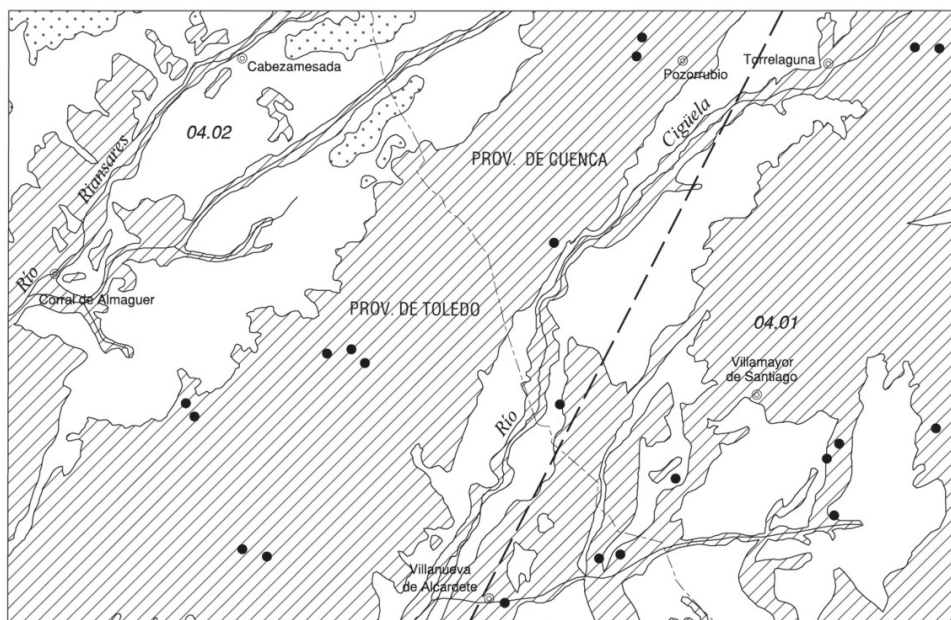 Cabezamesada
Torrelaguna
Pozorrubio
04.02
Cigüela
Riansares
PROV. DE CUENCA
Río
Corral de Almaguer
PROV. DE TOLEDO
04.01
Villamayor
de Santiago
Río
Villanueva
de Alcardete